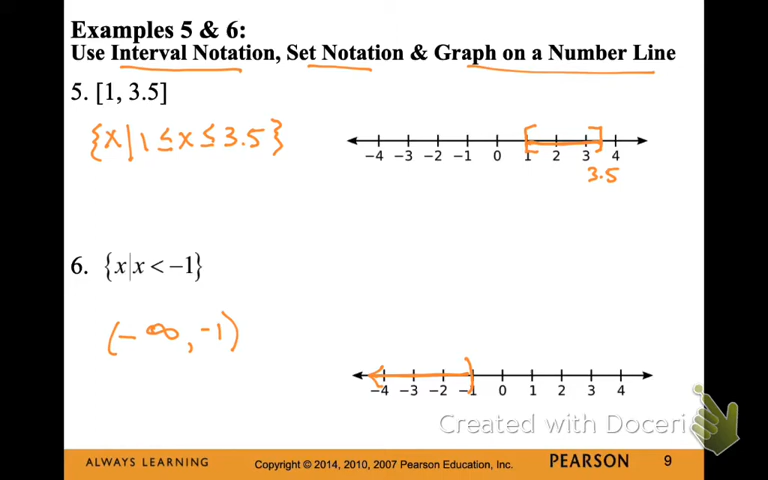 Examples 5 & 6:
Use Interval Notation, Set Notation & Graph on a Number Line
5. [1, 3.5]
{x|1 ≤ x ≤ 3.5}
−4 −3 −2 −1 0 1 2 3 4
3.5
6. {x|x < −1}
(-∞, -1)
−4 −3 −2 −1 0 1 2 3 4
Created with Doceri
ALWAYS LEARNING Copyright © 2014, 2010, 2007 Pearson Education, Inc. PEARSON 9